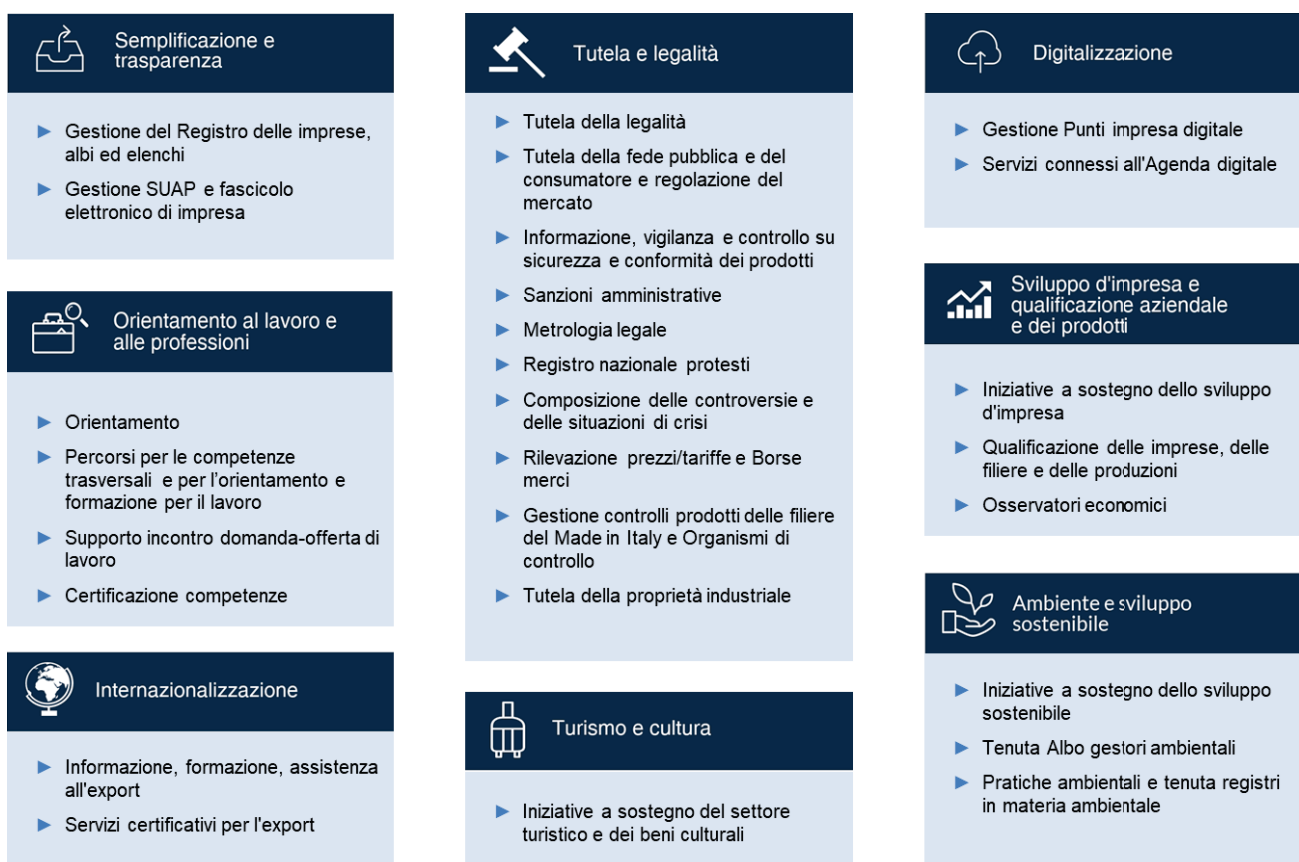 Semplificazione e
trasparenza
► Gestione del Registro delle imprese,
albi ed elenchi
► Gestione SUAP e fascicolo
elettronico di impresa
Orientamento al lavoro e
alle professioni
► Orientamento
► Percorsi per le competenze
trasversali e per l'orientamento e
formazione per il lavoro
► Supporto incontro domanda-offerta di
lavoro
► Certificazione competenze
Internazionalizzazione
► Informazione, formazione, assistenza
all'export
► Servizi certificativi per l'export
Tutela e legalità
► Tutela della legalità
► Tutela della fede pubblica e del
consumatore e regolazione del
mercato
► Informazione, vigilanza e controllo su
sicurezza e conformità dei prodotti
► Sanzioni amministrative
► Metrologia legale
► Registro nazionale protesti
► Composizione delle controversie e
delle situazioni di crisi
► Rilevazione prezzi/tariffe e Borse
merci
► Gestione controlli prodotti delle filiere
del Made in Italy e Organismi di
controllo
► Tutela della proprietà industriale
Turismo e cultura
► Iniziative a sostegno del settore
turistico e dei beni culturali
Digitalizzazione
► Gestione Punti impresa digitale
► Servizi connessi all'Agenda digitale
Sviluppo d'impresa e
qualificazione aziendale
e dei prodotti
► Iniziative a sostegno dello sviluppo
d'impresa
► Qualificazione delle imprese, delle
filiere e delle produzioni
► Osservatori economici
Ambiente e sviluppo
sostenibile
► Iniziative a sostegno dello sviluppo
sostenibile
► Tenuta Albo gestori ambientali
► Pratiche ambientali e tenuta registri
in materia ambientale